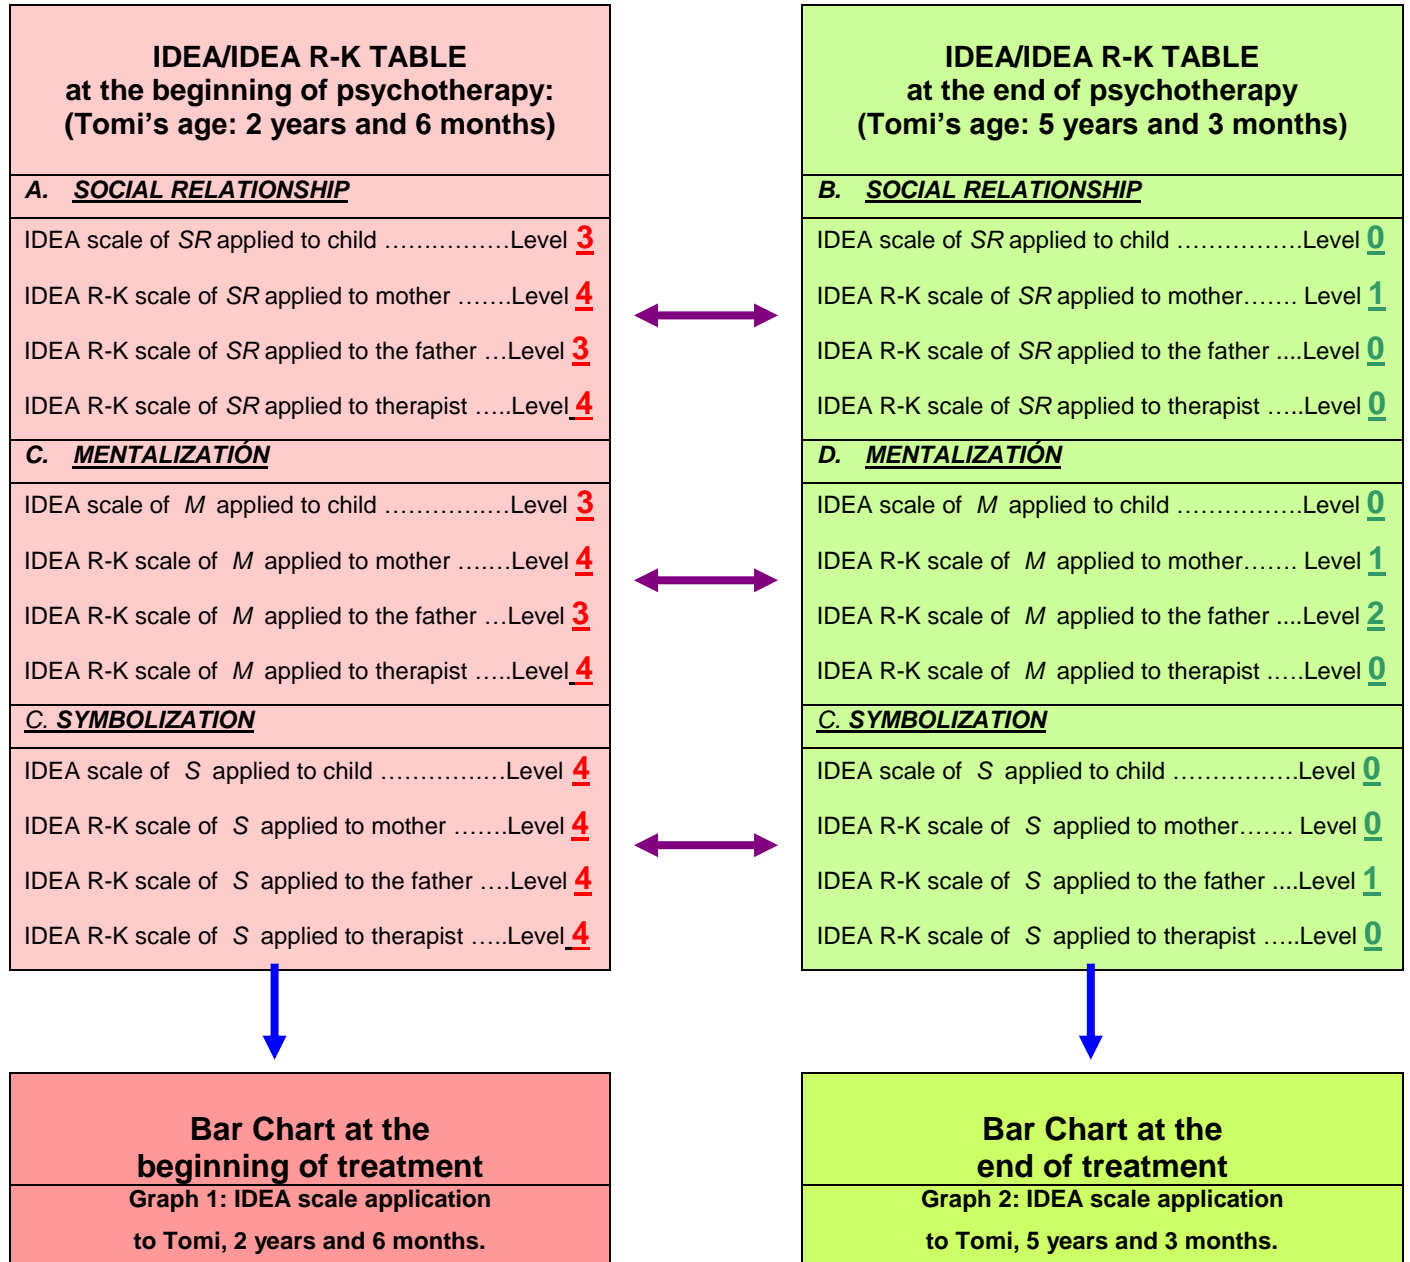 IDEA/IDEA R-K TABLE
at the beginning of psychotherapy:
(Tomi's age: 2 years and 6 months)
A. SOCIAL RELATIONSHIP
IDEA scale of SR applied to child ….…………Level 3
IDEA R-K scale of SR applied to mother …….Level 4
IDEA R-K scale of SR applied to the father …Level 3
IDEA R-K scale of SR applied to therapist …..Level 4
C. MENTALIZATIÓN
IDEA scale of M applied to child ……………Level 3
IDEA R-K scale of M applied to mother …….Level 4
IDEA R-K scale of M applied to the father …Level 3
IDEA R-K scale of M applied to therapist …..Level 4
C. SYMBOLIZATION
IDEA scale of S applied to child ……………Level 4
IDEA R-K scale of S applied to mother …….Level 4
IDEA R-K scale of S applied to the father ….Level 4
IDEA R-K scale of S applied to therapist …..Level 4
Bar Chart at the
beginning of treatment
Graph 1: IDEA scale application
to Tomi, 2 years and 6 months.
IDEA/IDEA R-K TABLE
at the end of psychotherapy
(Tomi's age: 5 years and 3 months)
B. SOCIAL RELATIONSHIP
IDEA scale of SR applied to child …………….Level 0
IDEA R-K scale of SR applied to mother……. Level 1
IDEA R-K scale of SR applied to the father ....Level 0
IDEA R-K scale of SR applied to therapist …..Level 0
D. MENTALIZATIÓN
IDEA scale of M applied to child …………….Level 0
IDEA R-K scale of M applied to mother……. Level 1
IDEA R-K scale of M applied to the father ....Level 2
IDEA R-K scale of M applied to therapist …..Level 0
C. SYMBOLIZATION
IDEA scale of S applied to child …………….Level 0
IDEA R-K scale of S applied to mother……. Level 0
IDEA R-K scale of S applied to the father ....Level 1
IDEA R-K scale of S applied to therapist …..Level 0
Bar Chart at the
end of treatment
Graph 2: IDEA scale application
to Tomi, 5 years and 3 months.